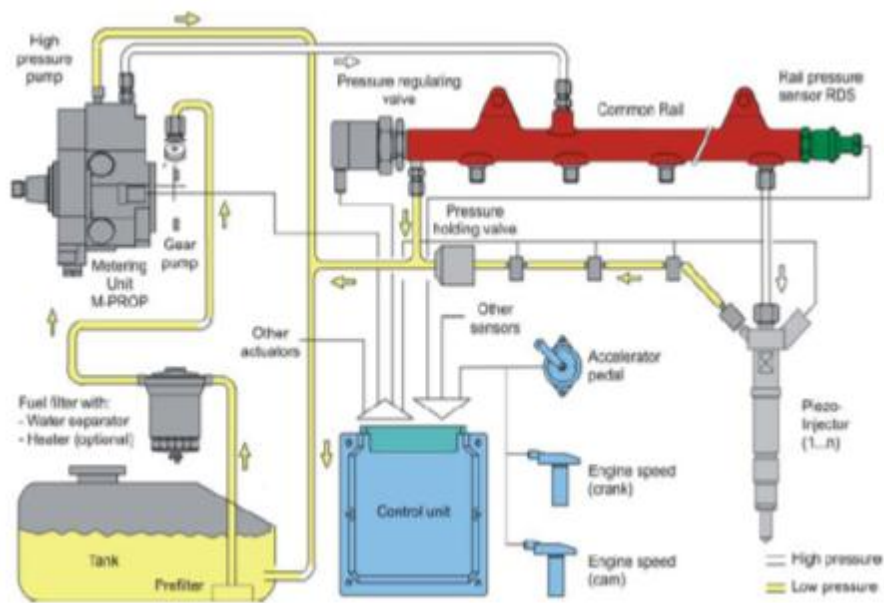 High
pressure
pump
Pressure regulating
valve
Common Rail
Rail pressure
sensor RDS
Gear
pump
Metering
Unit
M-PROP
Pressure
holding valve
Other
actuators
Other
sensors
Accelerator
pedal
Fuel filter with:
- Water separator
- Heater (optional)
Piezo-
Injector
(1...n)
Engine speed
(crank)
Control unit
Tank
Prefilter
Engine speed
(cam)
High pressure
Low pressure